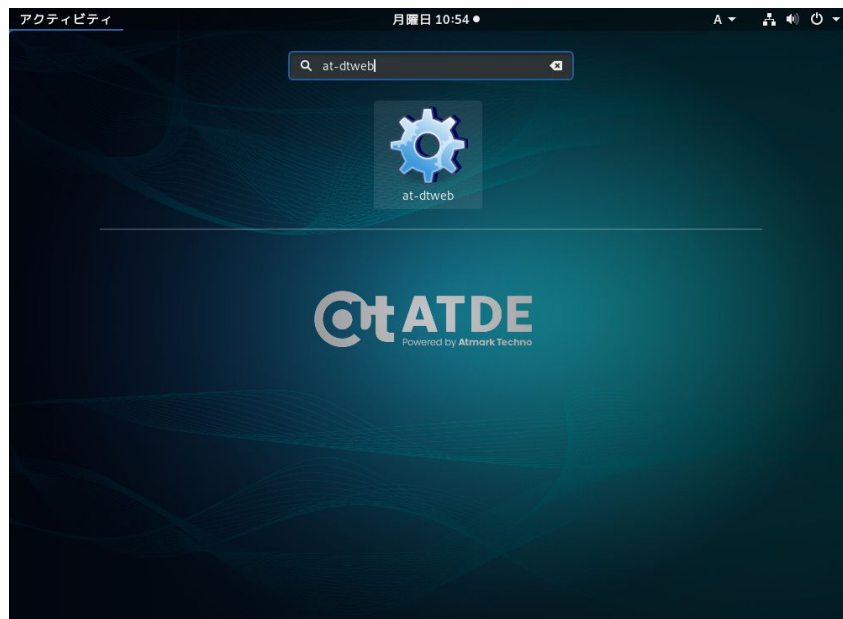 アクティビティ 月曜日 10:54 A
at-dtweb
at-dtweb
at ATDE
Powered by Atmark Techno